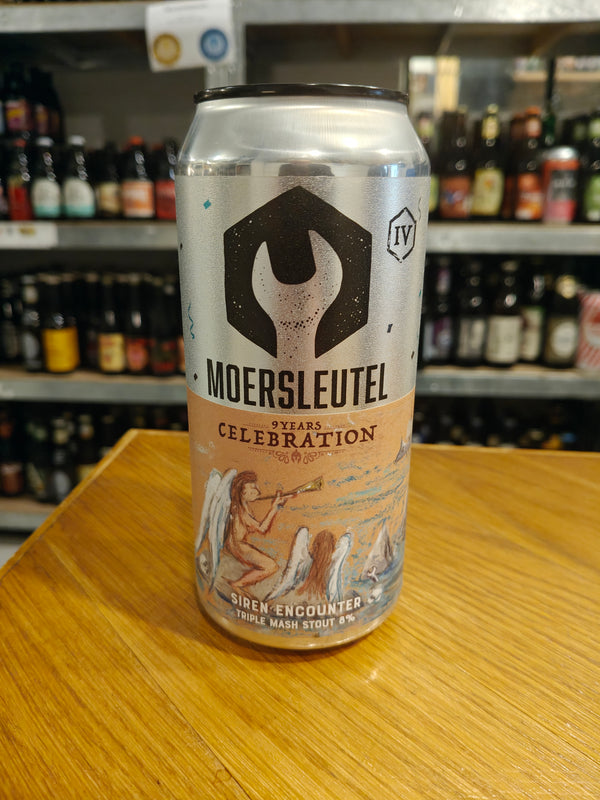 IV
MOERSLEUTEL
9 YEARS
CELEBRATION
SIREN ENCOUNTER
TRIPLE MASH STOUT 8%